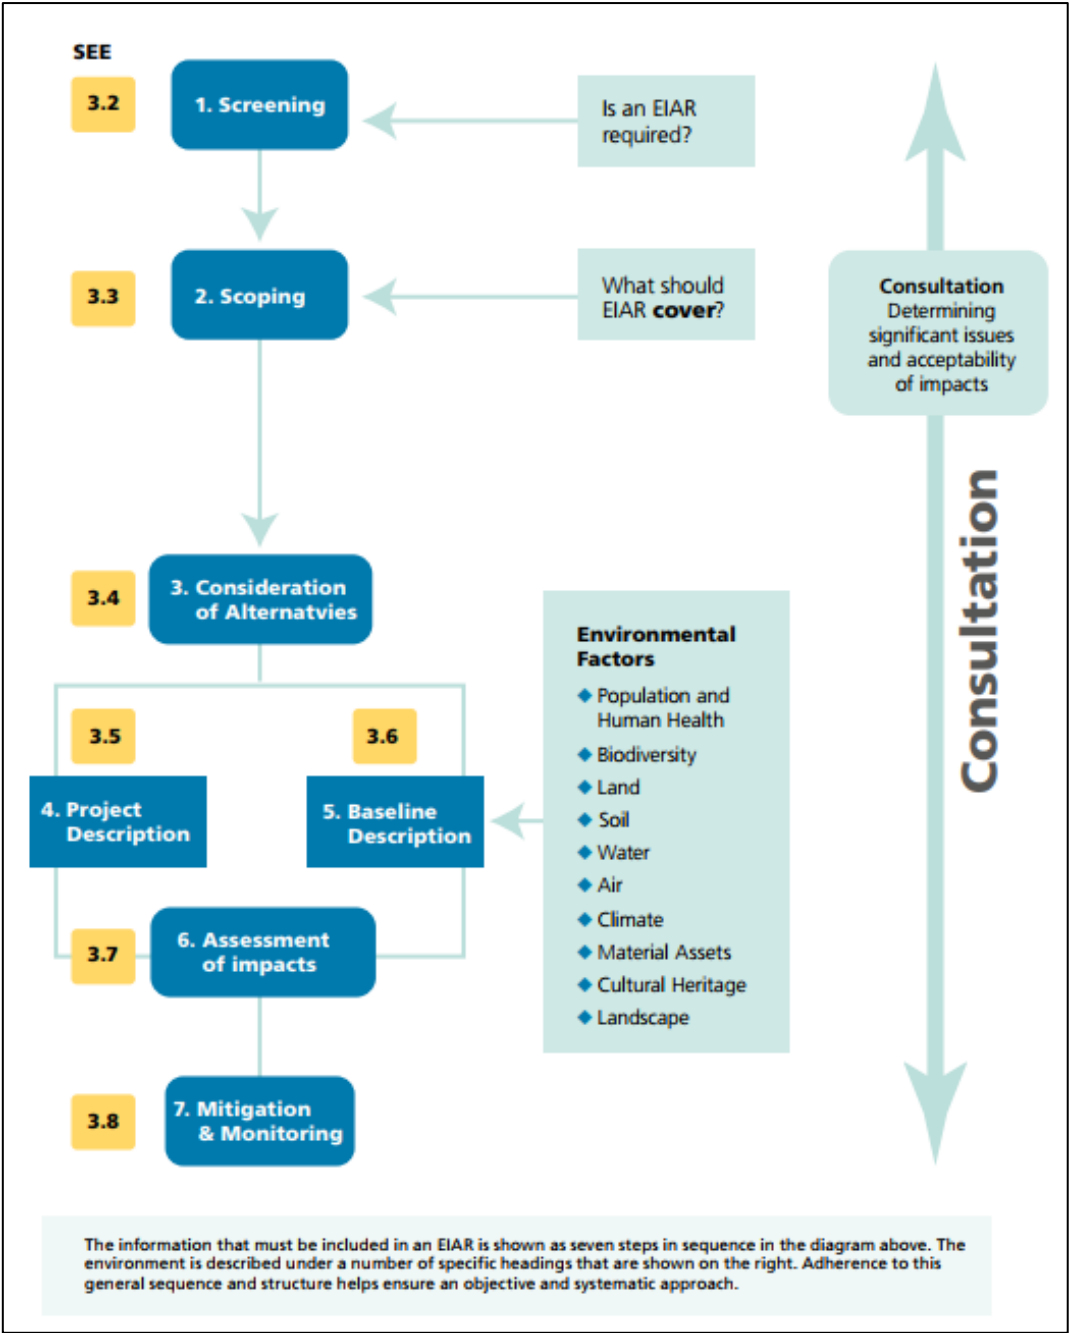 SEE
3.2
1. Screening
Is an EIAR
required?
3.3
2. Scoping
What should
EIAR cover?
Consultation
Determining
significant issues
and acceptability
of impacts
Consultation
3.4
3. Consideration
of Alternatvies
3.5
3.6
4. Project
Description
5. Baseline
Description
Environmental
Factors
◆ Population and
Human Health
◆ Biodiversity
◆ Land
◆ Soil
◆ Water
◆ Air
◆ Climate
◆ Material Assets
◆ Cultural Heritage
◆ Landscape
3.7
6. Assessment
of impacts
3.8
7. Mitigation
& Monitoring
The information that must be included in an EIAR is shown as seven steps in sequence in the diagram above. The
environment is described under a number of specific headings that are shown on the right. Adherence to this
general sequence and structure helps ensure an objective and systematic approach.